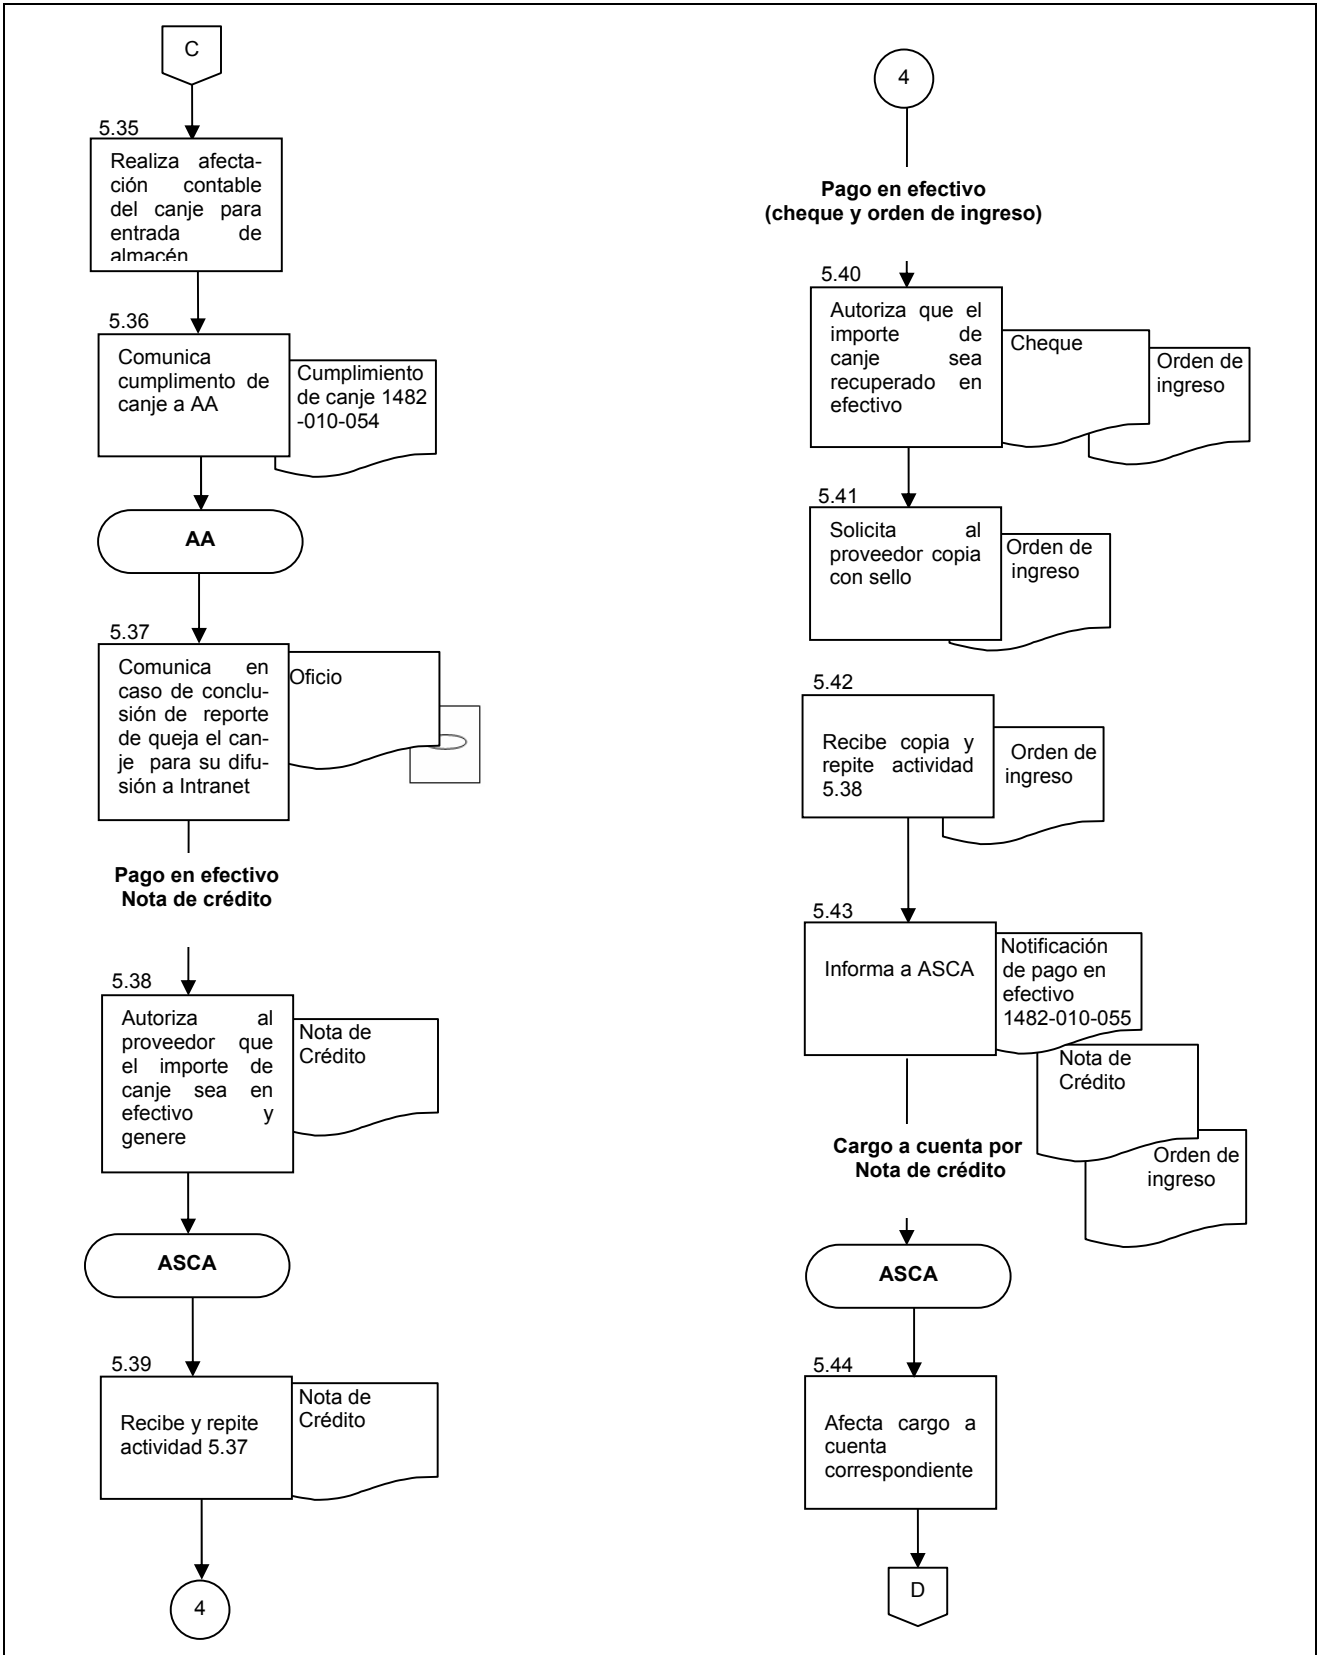 C
5.35
Realiza afecta-
ción contable
del canje para
entrada de
almacén
5.36
Comunica
cumplimento de
canje a AA
Cumplimiento
de canje 1482
-010-054
AA
5.37
Comunica en
caso de conclu-
sión de reporte
de queja el can-
je para su difu-
sión a Intranet
Oficio
Pago en efectivo
Nota de crédito
5.38
Autoriza al
proveedor que
el importe de
canje sea en
efectivo y
genere
Nota de
Crédito
ASCA
5.39
Recibe y repite
actividad 5.37
Nota de
Crédito
4
4
Pago en efectivo
(cheque y orden de ingreso)
5.40
Autoriza que el
importe de
canje sea
recuperado en
efectivo
Cheque
Orden de
ingreso
5.41
Solicita al
proveedor copia
con sello
Orden de
ingreso
5.42
Recibe copia y
repite actividad
5.38
Orden de
ingreso
5.43
Informa a ASCA
Notificación
de pago en
efectivo
1482-010-055
Nota de
Crédito
Orden de
ingreso
Cargo a cuenta por
Nota de crédito
ASCA
5.44
Afecta cargo a
cuenta
correspondiente
D